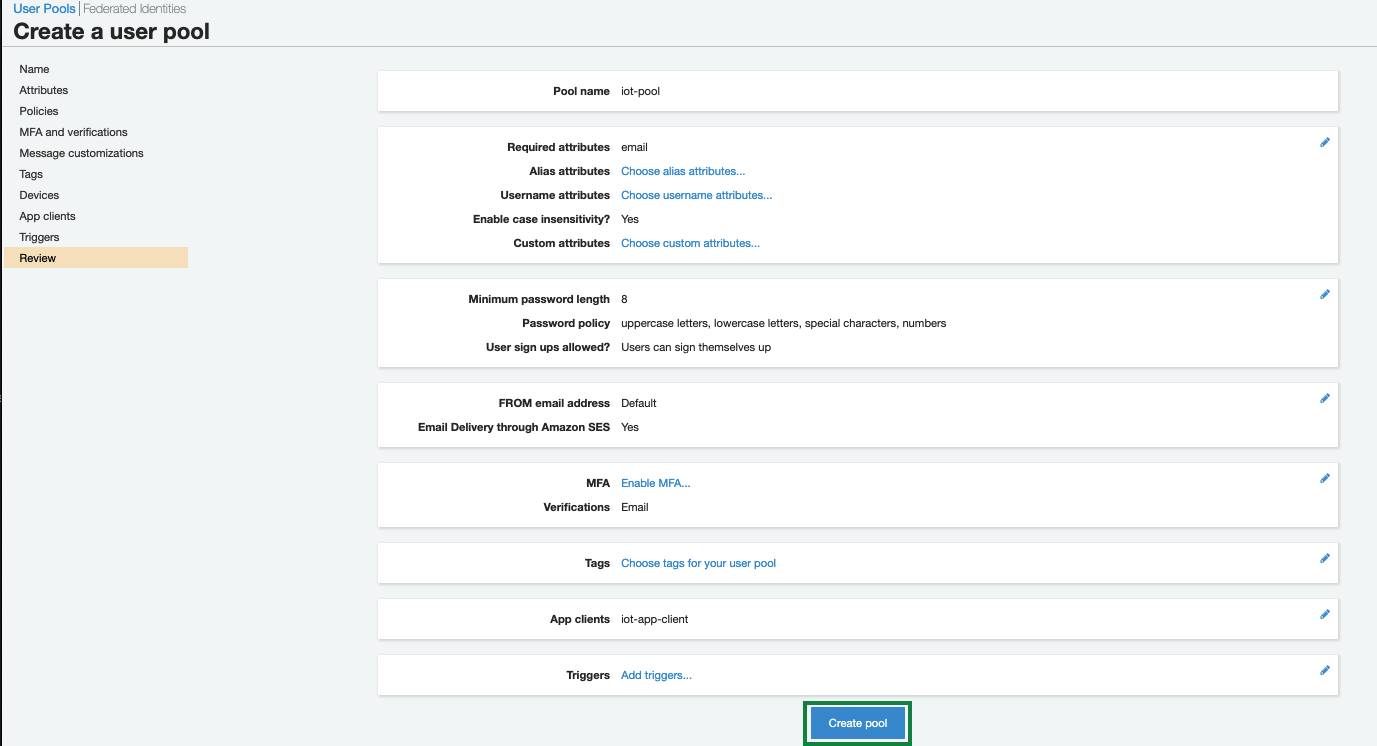 User Pools | Federated Identities
Create a user pool
Name
Attributes
Policies
MFA and verifications
Message customizations
Tags
Devices
App clients
Triggers
Review
Pool name iot-pool
Required attributes email
Alias attributes Choose alias attributes...
Username attributes Choose username attributes...
Enable case insensitivity? Yes
Custom attributes Choose custom attributes...
Minimum password length 8
Password policy uppercase letters, lowercase letters, special characters, numbers
User sign ups allowed? Users can sign themselves up
FROM email address Default
Email Delivery through Amazon SES Yes
MFA Enable MFA...
Verifications Email
Tags Choose tags for your user pool
App clients iot-app-client
Triggers Add triggers...
Create pool